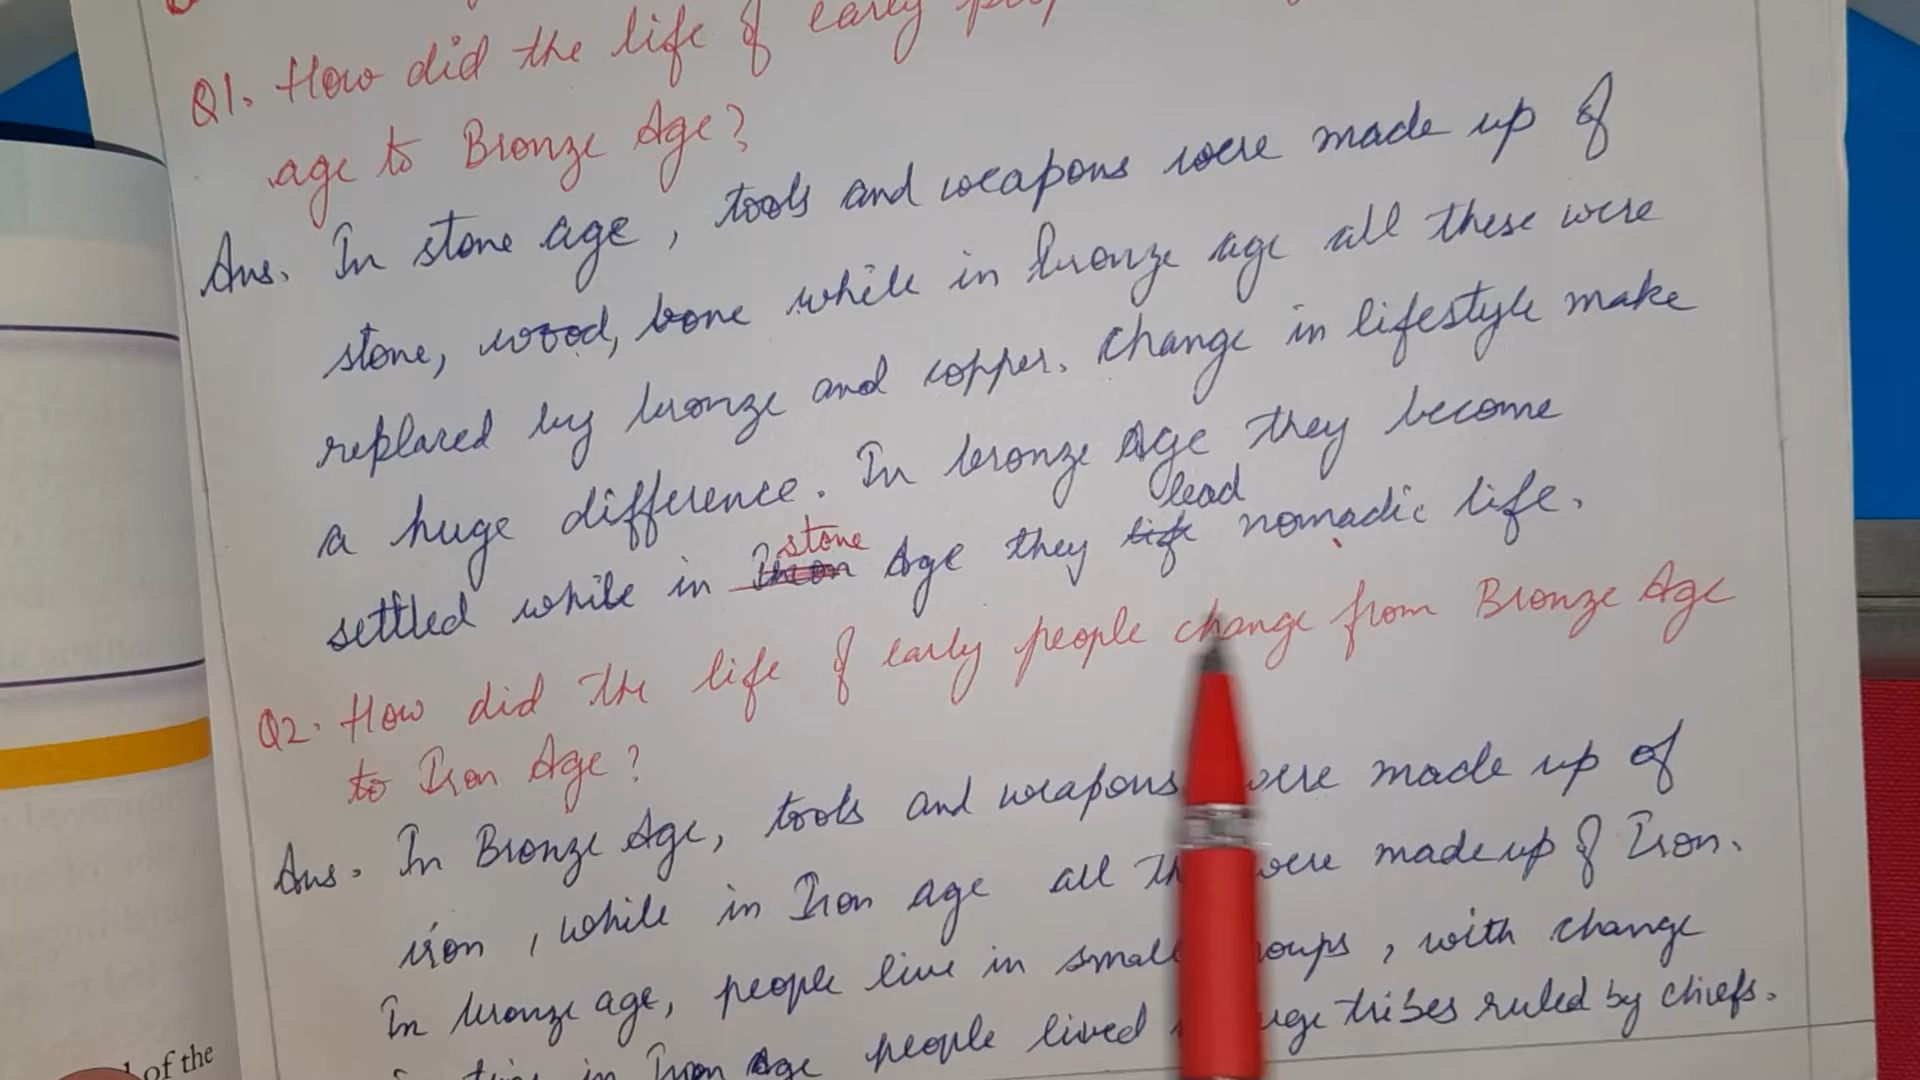 Q1. How did the life of early
age to Bronze Age?
Ans. In stone age, tools and weapons were made up of
stone, wood, bone while in bronze age all these were
replaced by bronze and copper. Change in lifestyle make
a huge difference. In bronze Age they become
settled while in stone Age they lead nomadic life.
Q2. How did the life of early people change from Bronze Age
to Iron Age?
Ans. In Bronze Age, tools and weapons were made up of
iron, while in Iron age all were made up of Iron.
In bronze age, people live in small , with change
in Iron Age people lived tribes ruled by chiefs.
of the